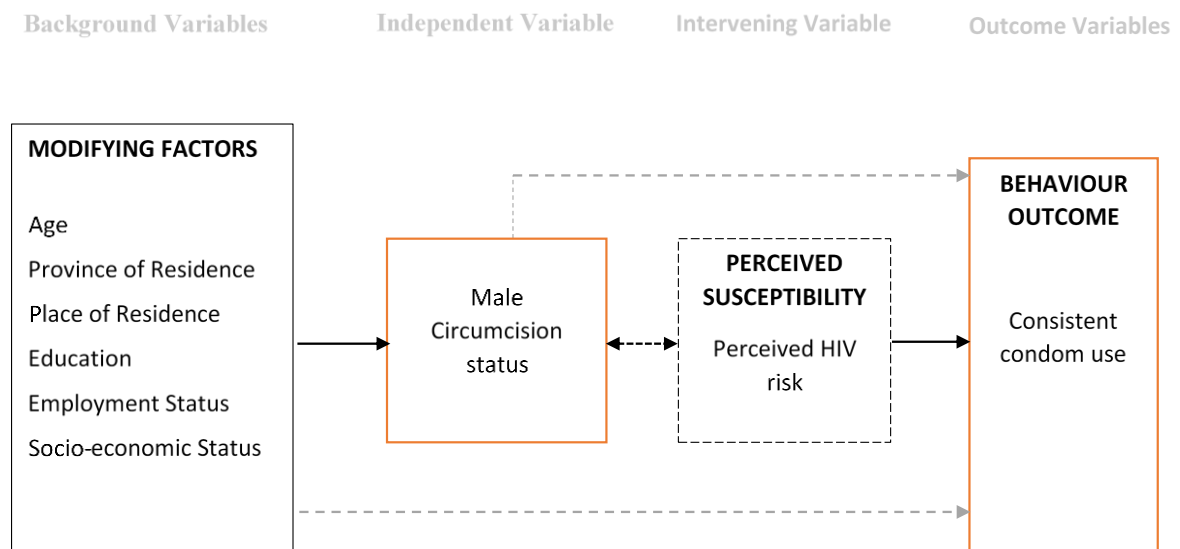 Background Variables
Independent Variable
Intervening Variable
Outcome Variables
MODIFYING FACTORS
Age
Province of Residence
Place of Residence
Education
Employment Status
Socio-economic Status
Male
Circumcision
status
PERCEIVED
SUSCEPTIBILITY
Perceived HIV
risk
BEHAVIOUR
OUTCOME
Consistent
condom use